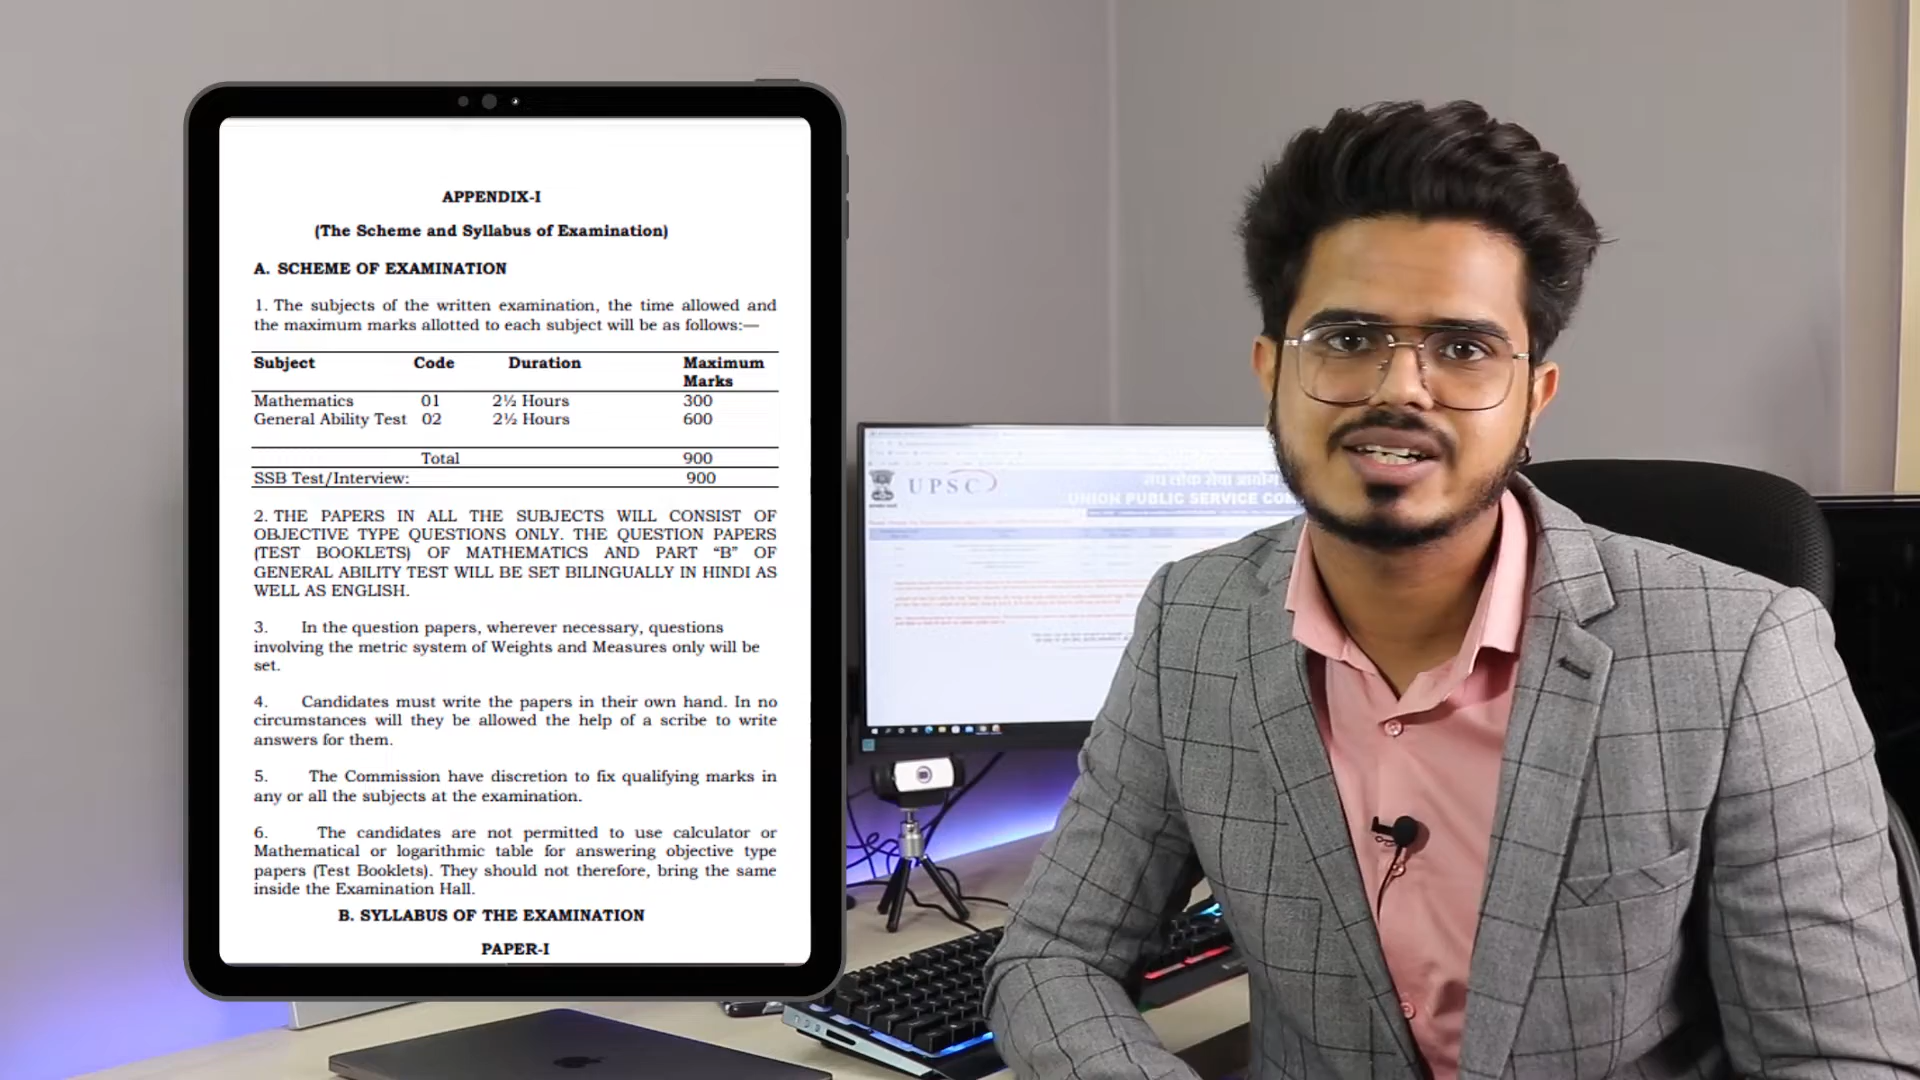 APPENDIX-I
(The Scheme and Syllabus of Examination)
A. SCHEME OF EXAMINATION
1. The subjects of the written examination, the time allowed and
the maximum marks allotted to each subject will be as follows:—
Subject Code Duration Maximum
Marks
Mathematics 01 2½ Hours 300
General Ability Test 02 2½ Hours 600
Total 900
SSB Test/Interview: 900
2. THE PAPERS IN ALL THE SUBJECTS WILL CONSIST OF
OBJECTIVE TYPE QUESTIONS ONLY. THE QUESTION PAPERS
(TEST BOOKLETS) OF MATHEMATICS AND PART “B” OF
GENERAL ABILITY TEST WILL BE SET BILINGUALLY IN HINDI AS
WELL AS ENGLISH.
3. In the question papers, wherever necessary, questions
involving the metric system of Weights and Measures only will be
set.
4. Candidates must write the papers in their own hand. In no
circumstances will they be allowed the help of a scribe to write
answers for them.
5. The Commission have discretion to fix qualifying marks in
any or all the subjects at the examination.
6. The candidates are not permitted to use calculator or
Mathematical or logarithmic table for answering objective type
papers (Test Booklets). They should not therefore, bring the same
inside the Examination Hall.
B. SYLLABUS OF THE EXAMINATION
PAPER-I
UPSC
संघ लोक सेवा आयोग
UNION PUBLIC SERVICE COM